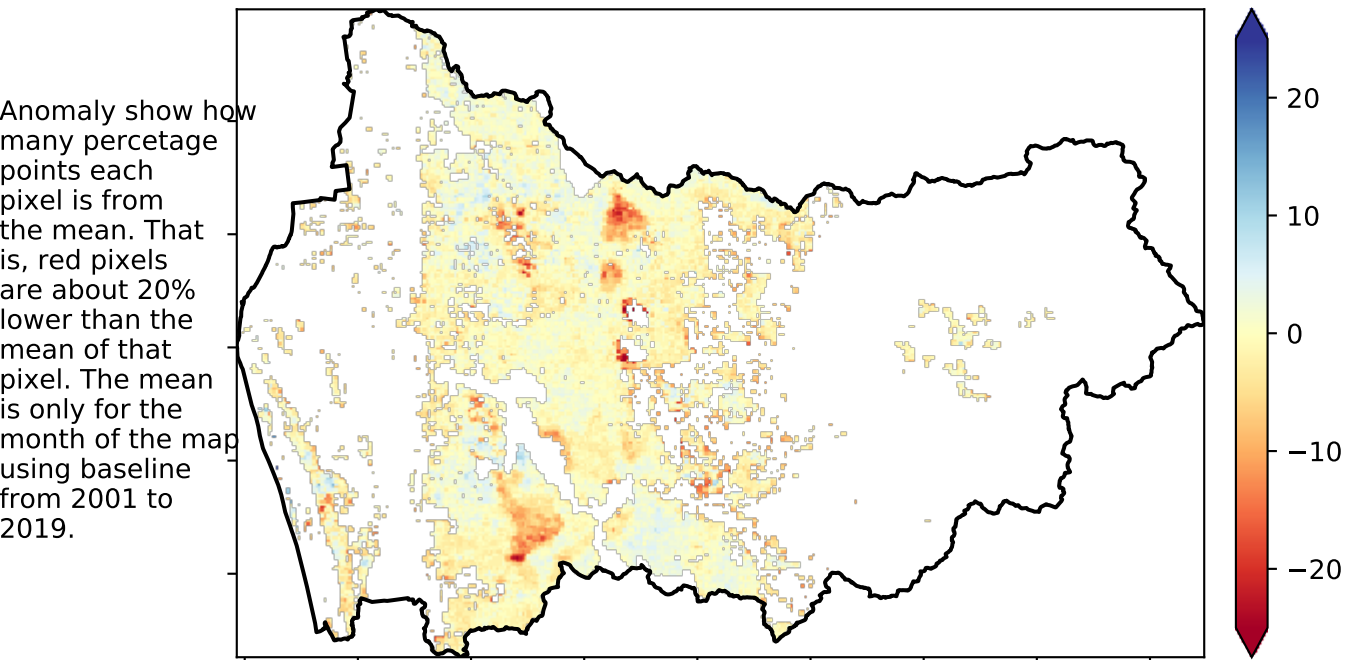 Anomaly show how
many percetage
points each
pixel is from
the mean. That
is, red pixels
are about 20%
lower than the
mean of that
pixel. The mean
is only for the
month of the map
using baseline
from 2001 to
2019.
20
10
0
−10
−20